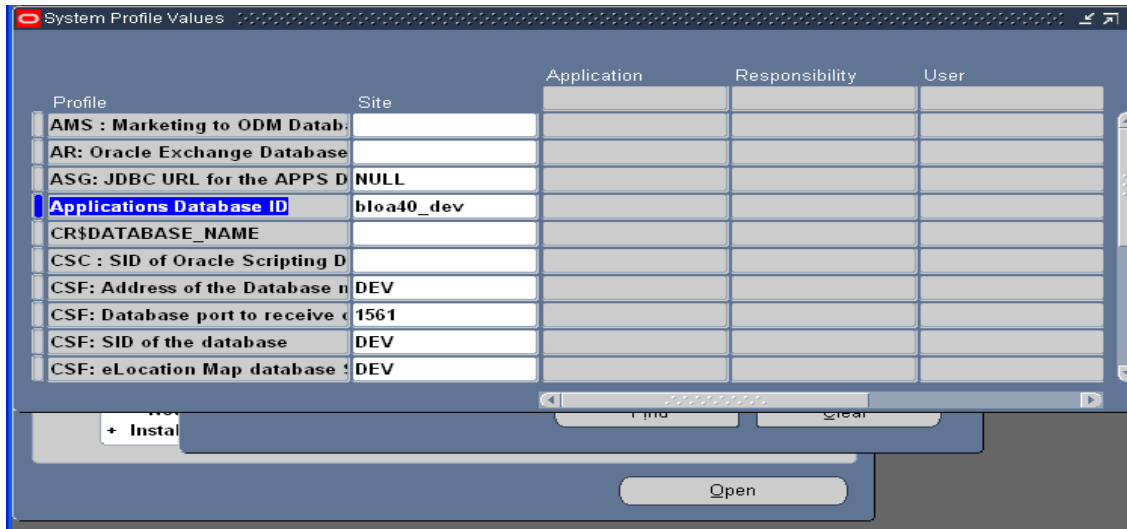 System Profile Values
Application Responsibility User
Profile Site
AMS : Marketing to ODM Datab
AR: Oracle Exchange Database
ASG: JDBC URL for the APPS D NULL
Applications Database ID bloa40_dev
CR$DATABASE_NAME
CSC : SID of Oracle Scripting D
CSF: Address of the Database n DEV
CSF: Database port to receive 1561
CSF: SID of the database DEV
CSF: eLocation Map database DEV
Find Clear
+ Instal
Open